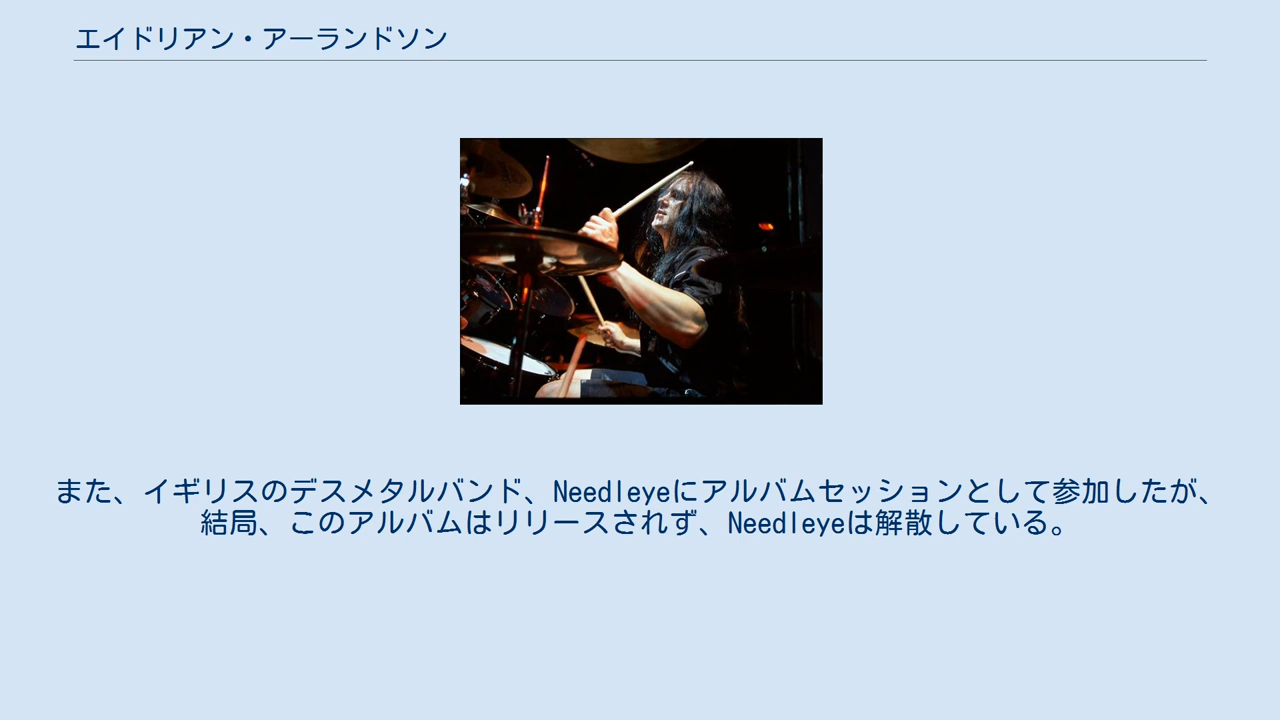 エイドリアン・アーランドソン
また、イギリスのデスメタルバンド、Needleyeにアルバムセッションとして参加したが、
結局、このアルバムはリリースされず、Needleyeは解散している。